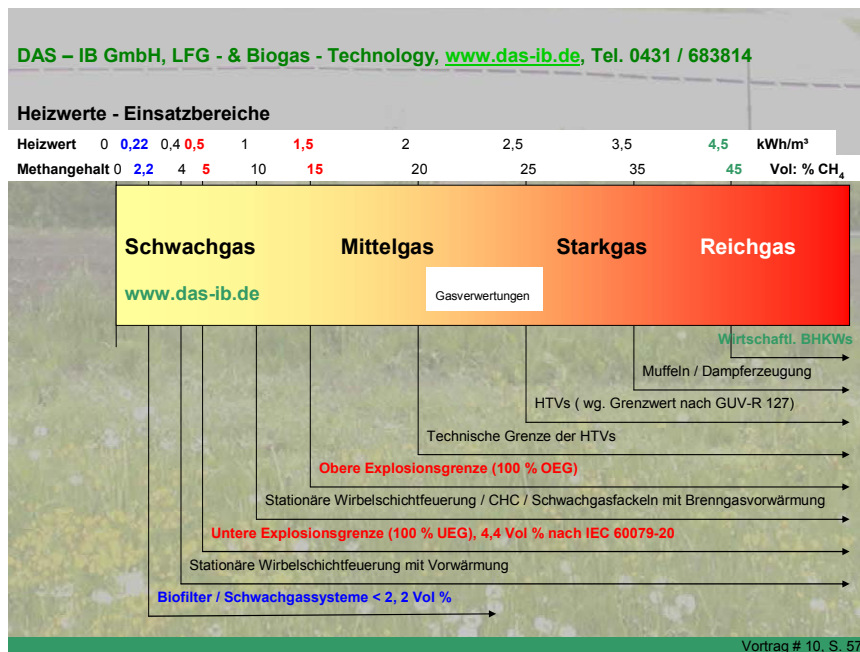 DAS – IB GmbH, LFG - & Biogas - Technology, www.das-ib.de, Tel. 0431 / 683814
Heizwerte - Einsatzbereiche
Heizwert 0 0,22 0,4 0,5 1 1,5 2 2,5 3,5 4,5 kWh/m³
Methangehalt 0 2,2 4 5 10 15 20 25 35 45 Vol: % CH₄
Schwachgas Mittelgas Starkgas Reichgas
www.das-ib.de Gasverwertungen
Wirtschaftl. BHKWs
Muffeln / Dampferzeugung
HTVs ( wg. Grenzwert nach GUV-R 127)
Technische Grenze der HTVs
Obere Explosionsgrenze (100 % OEG)
Stationäre Wirbelschichtfeuerung / CHC / Schwachgasfackeln mit Brenngasvorwärmung
Untere Explosionsgrenze (100 % UEG), 4,4 Vol % nach IEC 60079-20
Stationäre Wirbelschichtfeuerung mit Vorwärmung
Biofilter / Schwachgassysteme < 2, 2 Vol %
Vortrag # 10, S. 57